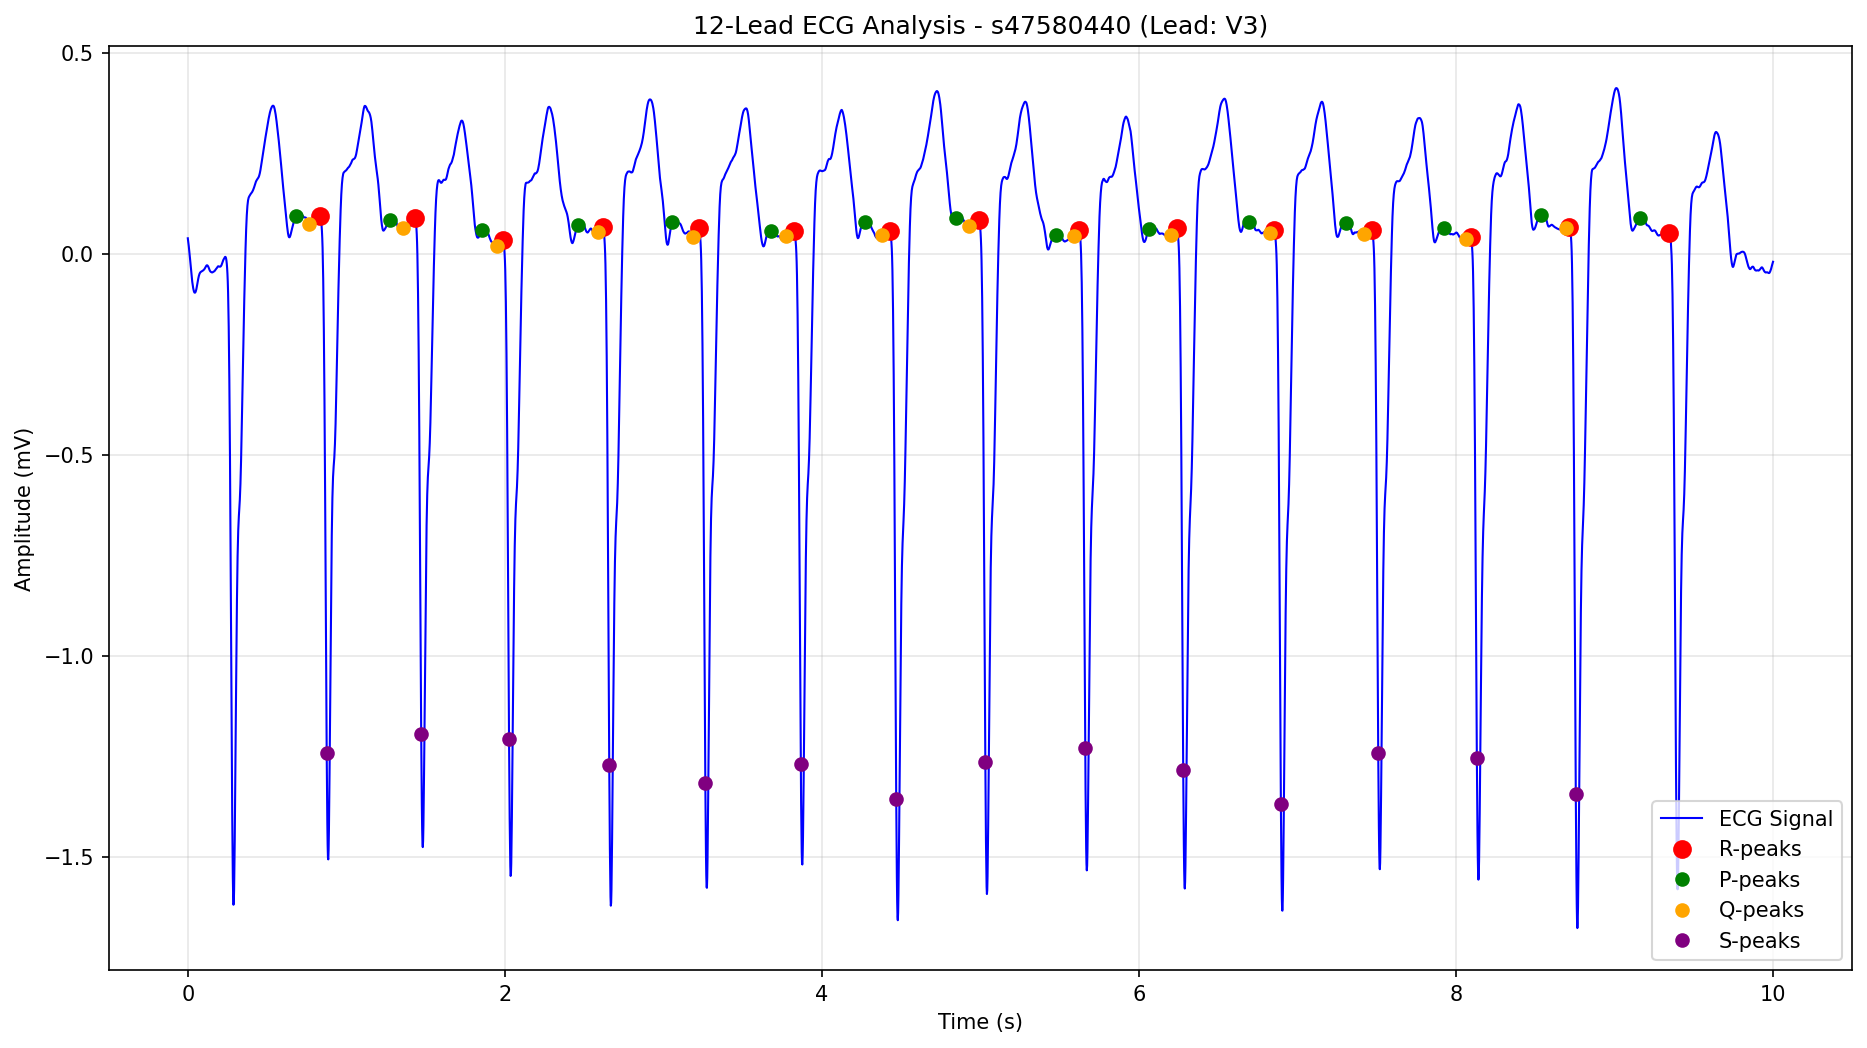 12-Lead ECG Analysis - s47580440 (Lead: V3)
0.5
0.0
−0.5
−1.0
−1.5
Amplitude (mV)
0
2
4
6
8
10
Time (s)
ECG Signal
R-peaks
P-peaks
Q-peaks
S-peaks